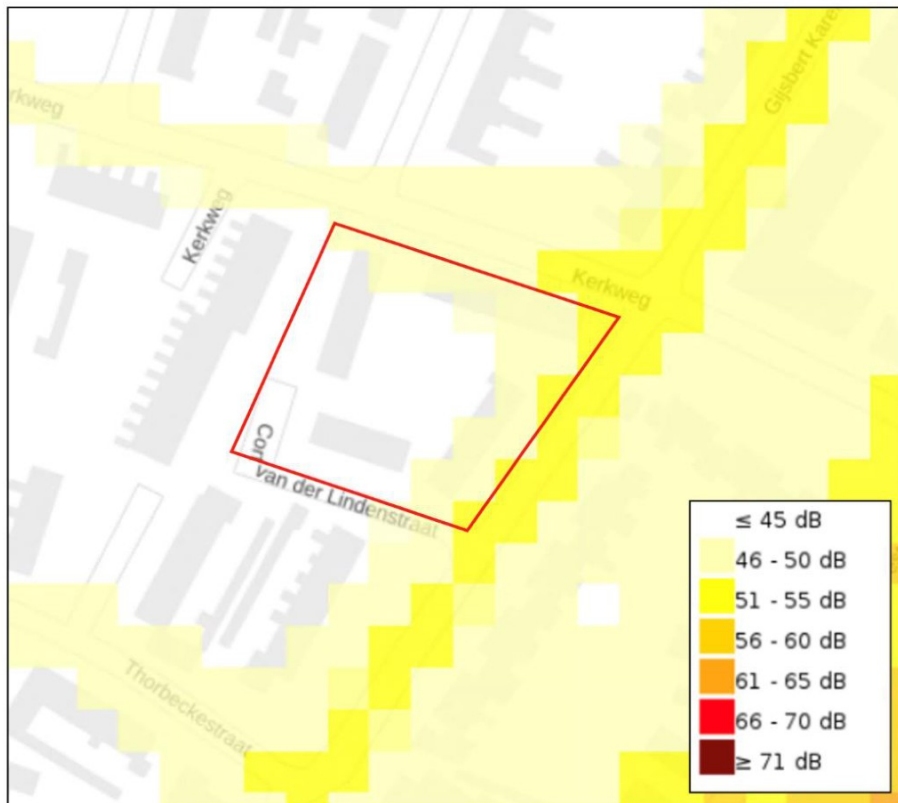 Gijsbert Kare
rkweg
Kerkweg
Kerkweg
Cor
van der Lindenstraat
Thorbeckestraat
≤ 45 dB
46 - 50 dB
51 - 55 dB
56 - 60 dB
61 - 65 dB
66 - 70 dB
≥ 71 dB